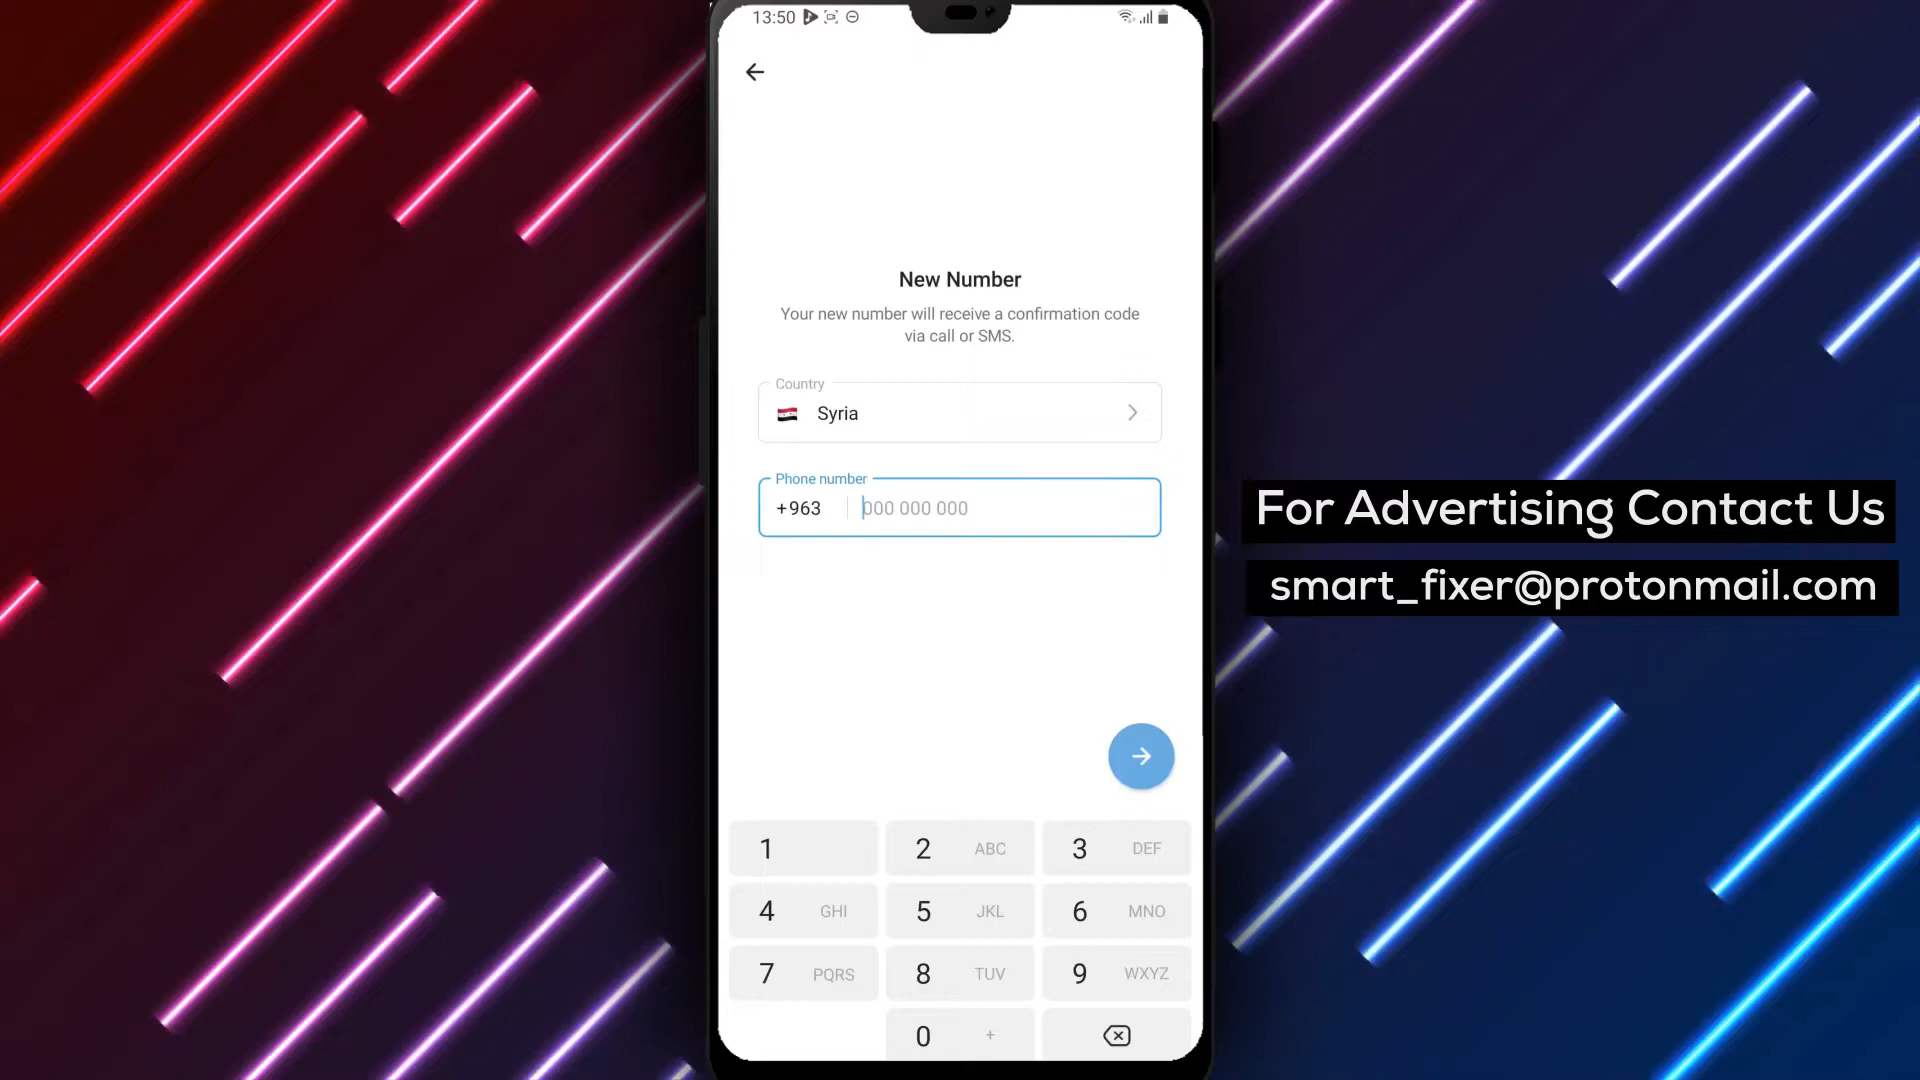 13:50
New Number
Your new number will receive a confirmation code
via call or SMS.
Country
Syria
Phone number
+963 000 000 000
For Advertising Contact Us
smart_fixer@protonmail.com
1
2 ABC
3 DEF
4 GHI
5 JKL
6 MNO
7 PQRS
8 TUV
9 WXYZ
0 +